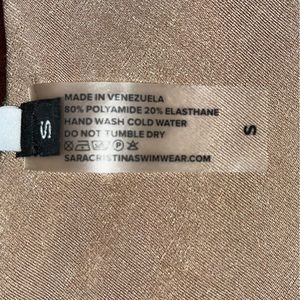 MADE IN VENEZUELA
80% POLYAMIDE 20% ELASTHANE
HAND WASH COLD WATER
DO NOT TUMBLE DRY
SARACRISTINASWIMWEAR.COM
S
S